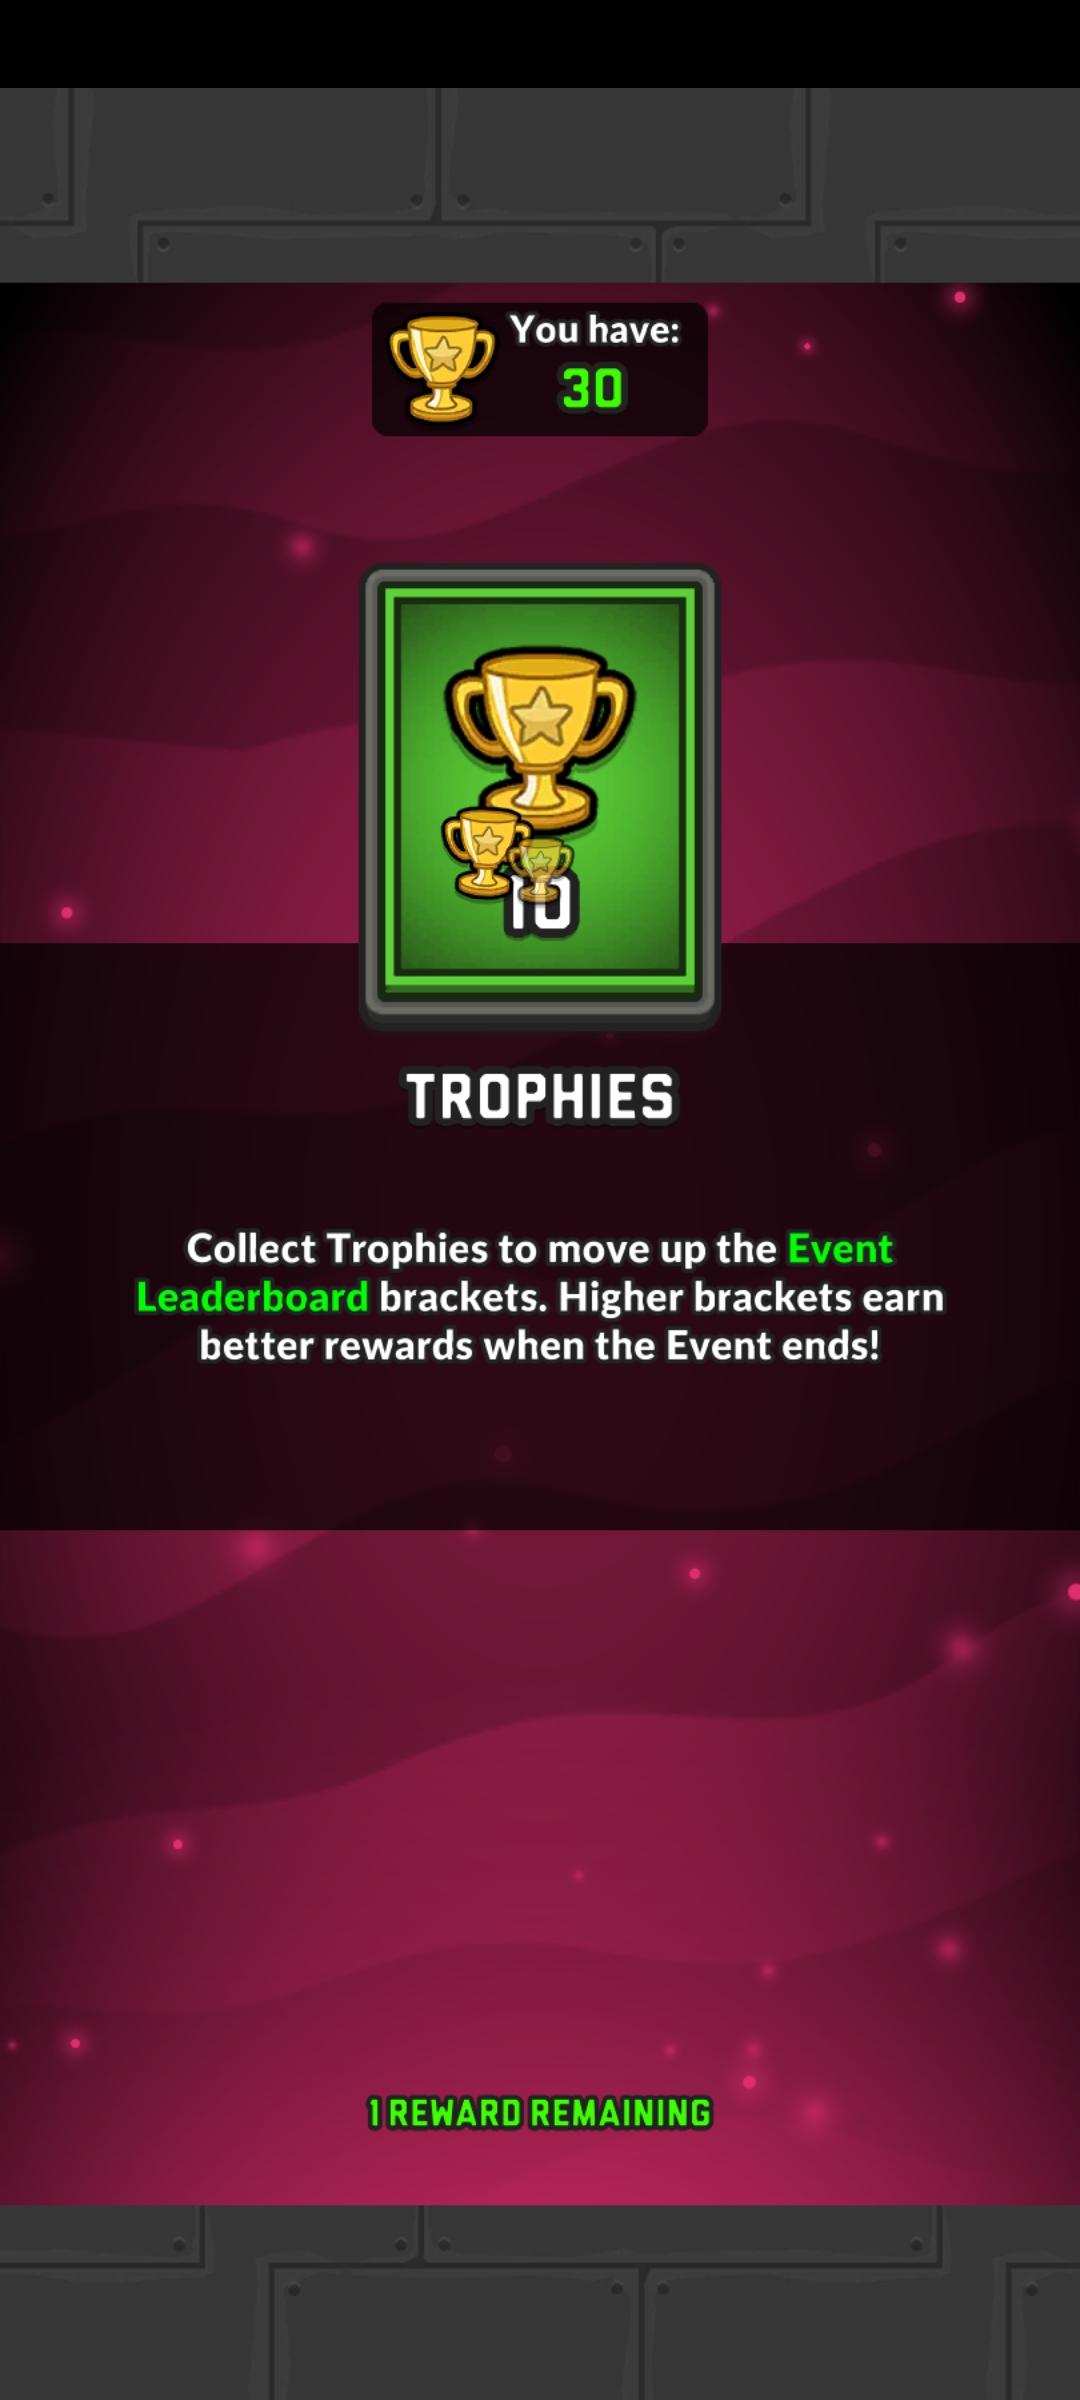 You have:
30
10
TROPHIES
Collect Trophies to move up the Event
Leaderboard brackets. Higher brackets earn
better rewards when the Event ends!
1 REWARD REMAINING